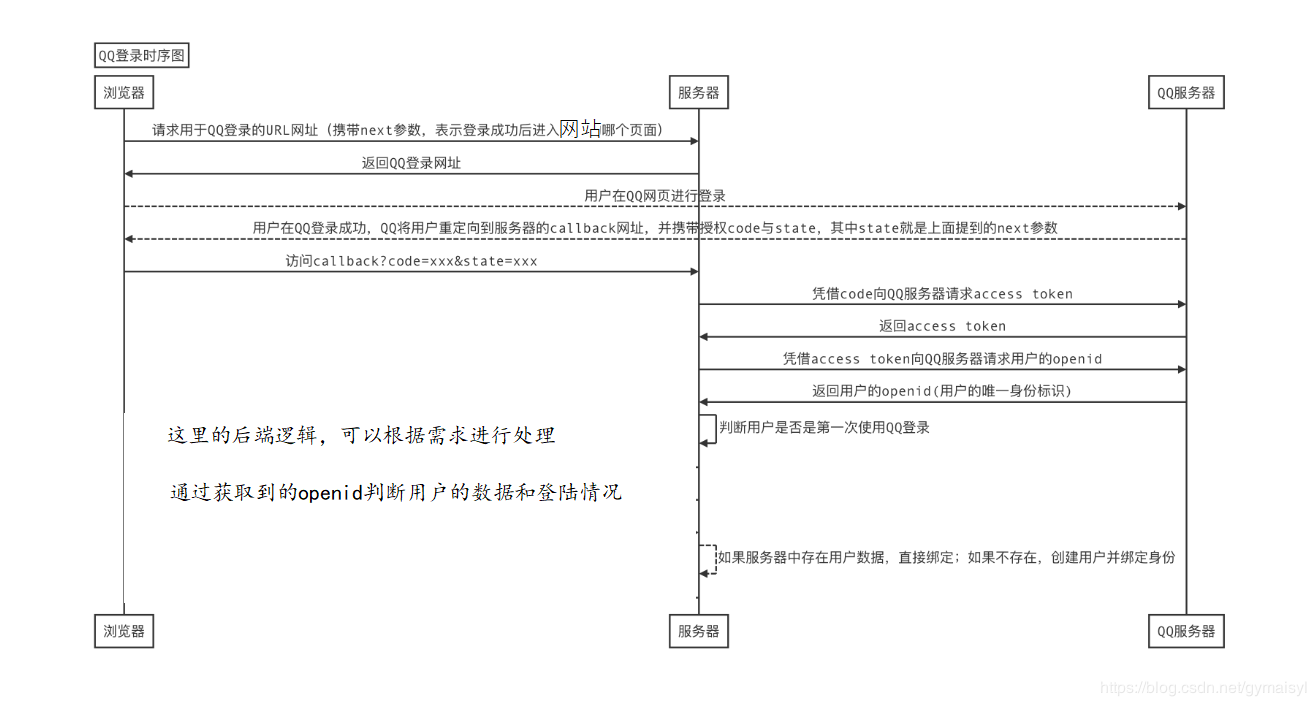 QQ登录时序图
浏览器
服务器
QQ服务器
请求用于QQ登录的URL网址（携带next参数，表示登录成功后进入网站哪个页面）
返回QQ登录网址
用户在QQ网页进行登录
用户在QQ登录成功，QQ将用户重定向到服务器的callback网址，并携带授权code与state，其中state就是上面提到的next参数
访问callback?code=xxx&state=xxx
凭借code向QQ服务器请求access token
返回access token
凭借access token向QQ服务器请求用户的openid
返回用户的openid(用户的唯一身份标识)
判断用户是否是第一次使用QQ登录
这里的后端逻辑，可以根据需求进行处理
通过获取到的openid判断用户的数据和登陆情况
如果服务器中存在用户数据，直接绑定；如果不存在，创建用户并绑定身份
浏览器
服务器
QQ服务器
https://blog.csdn.net/gymaisyl